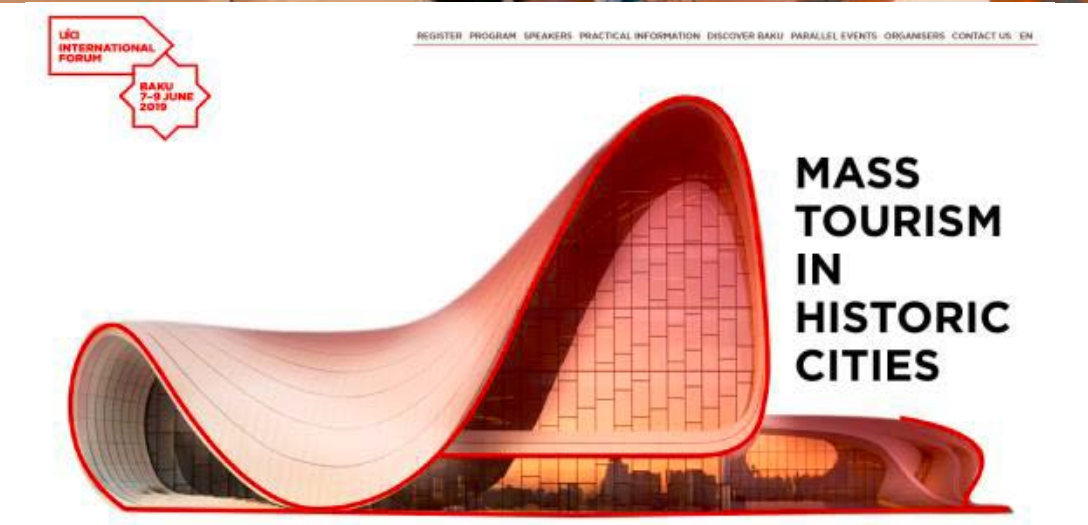 uia
INTERNATIONAL
FORUM
BAKU
7–9 JUNE
2019
REGISTER PROGRAM SPEAKERS PRACTICAL INFORMATION DISCOVER BAKU PARALLEL EVENTS ORGANISERS CONTACT US EN
MASS
TOURISM
IN
HISTORIC
CITIES